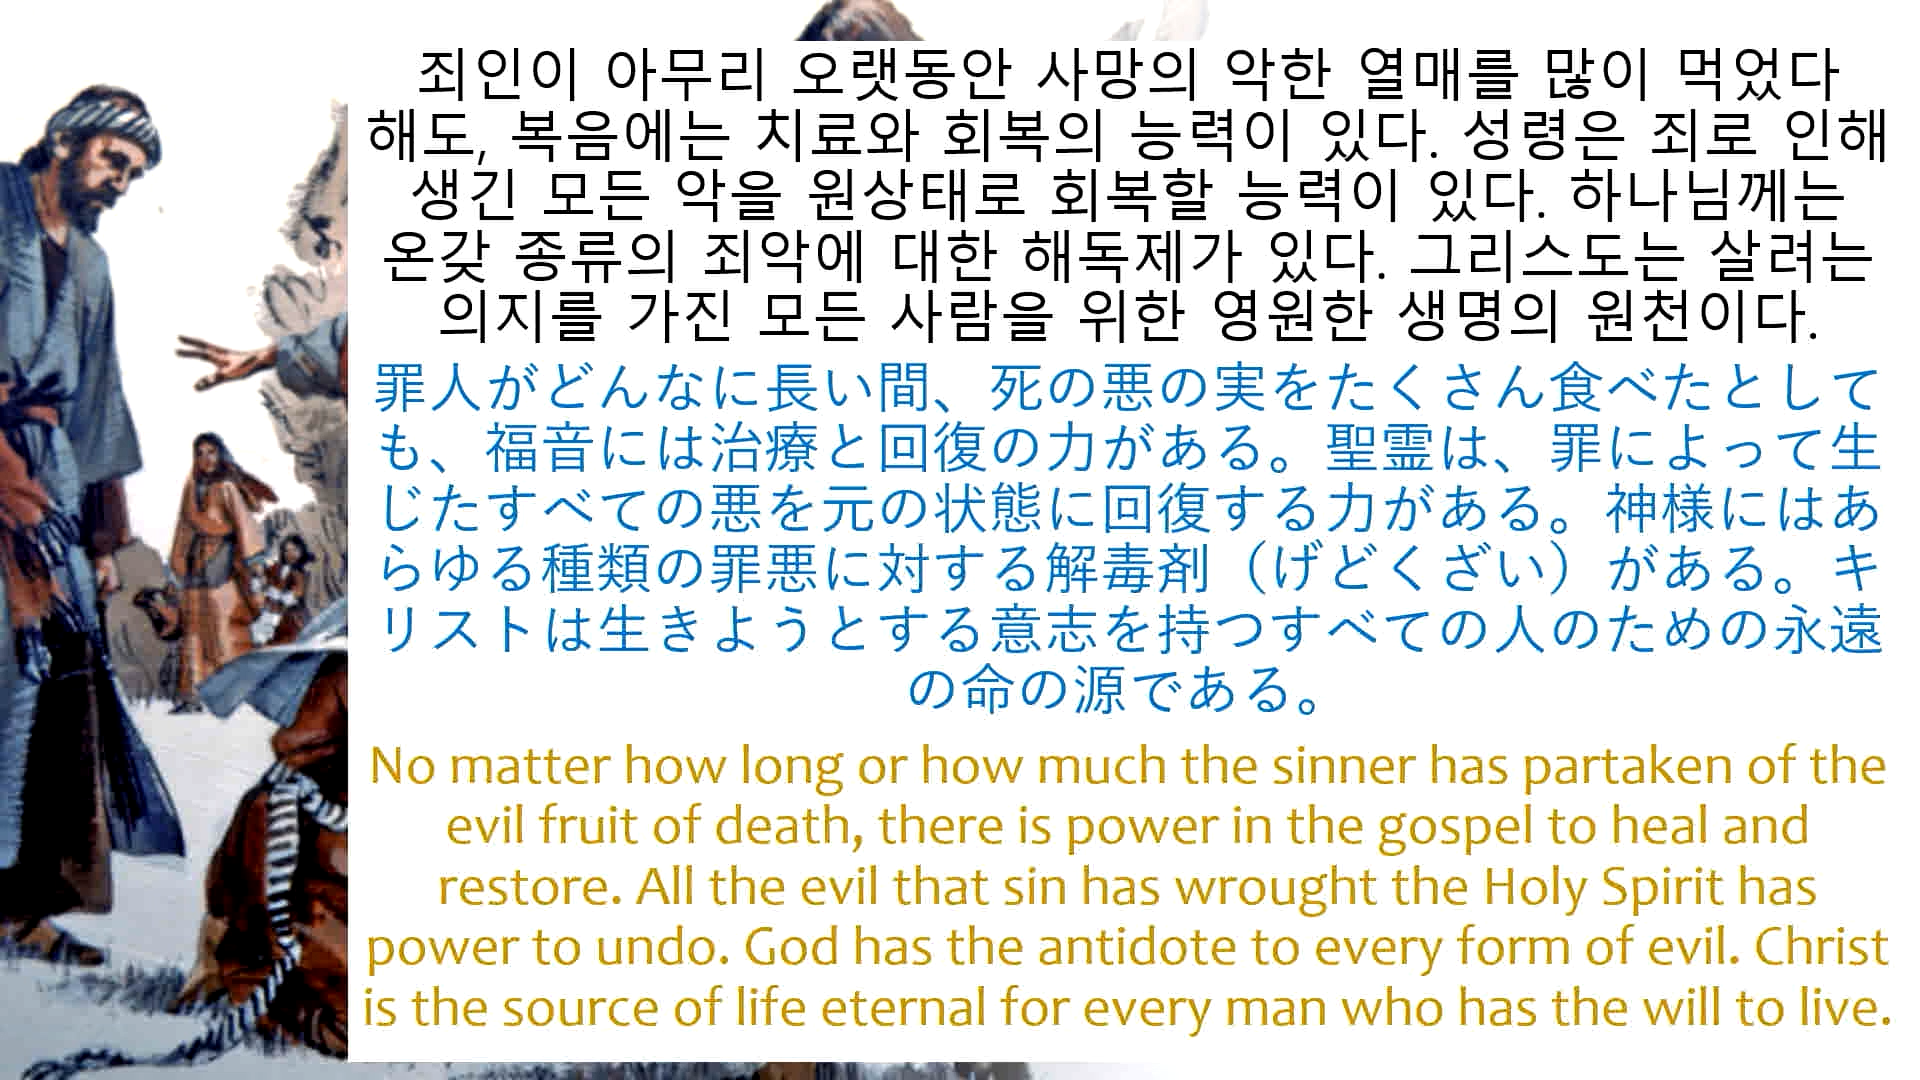 죄인이 아무리 오랫동안 사망의 악한 열매를 많이 먹었다
해도, 복음에는 치료와 회복의 능력이 있다. 성령은 죄로 인해
생긴 모든 악을 원상태로 회복할 능력이 있다. 하나님께는
온갖 종류의 죄악에 대한 해독제가 있다. 그리스도는 살려는
의지를 가진 모든 사람을 위한 영원한 생명의 원천이다.
罪人がどんなに長い間、死の悪の実をたくさん食べたとして
も、福音には治療と回復の力がある。聖霊は、罪によって生
じたすべての悪を元の状態に回復する力がある。神様にはあ
らゆる種類の罪悪に対する解毒剤（げどくざい）がある。キ
リストは生きようとする意志を持つすべての人のための永遠
の命の源である。
No matter how long or how much the sinner has partaken of the
evil fruit of death, there is power in the gospel to heal and
restore. All the evil that sin has wrought the Holy Spirit has
power to undo. God has the antidote to every form of evil. Christ
is the source of life eternal for every man who has the will to live.